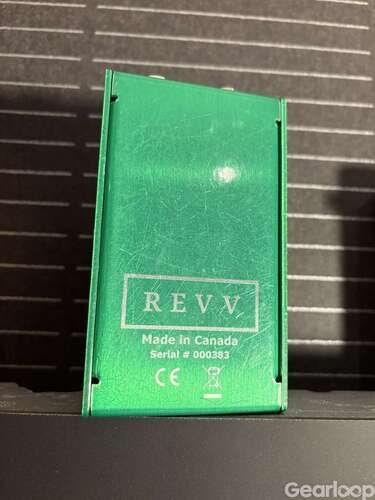 REVV
Made in Canada
Serial # 000383
CE
Gearloop